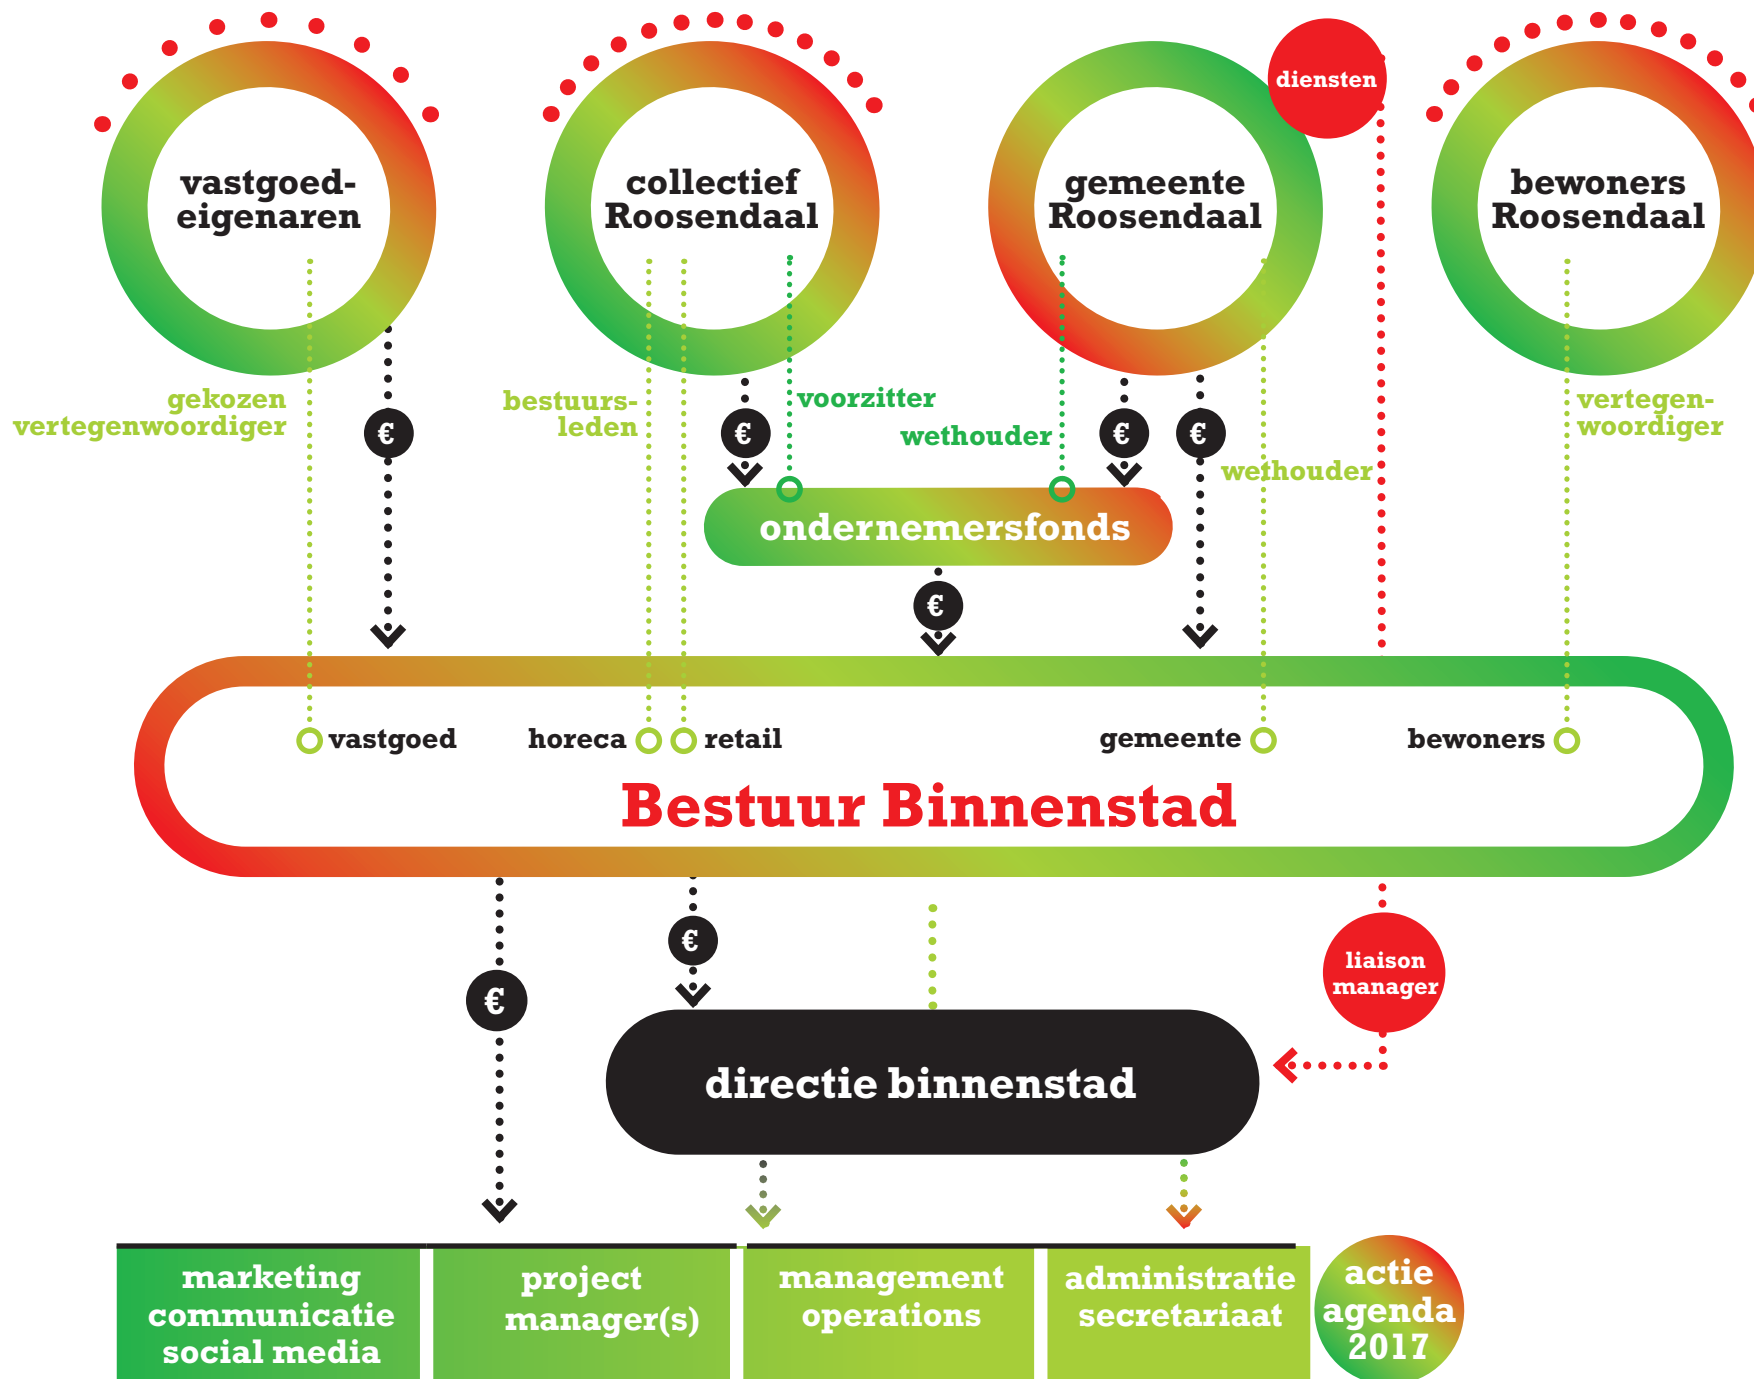 diensten
vastgoed-
eigenaren
collectief
Roosendaal
gemeente
Roosendaal
bewoners
Roosendaal
gekozen
vertegenwoordiger
€
bestuurs-
leden
€
voorzitter
wethouder
€
€
wethouder
vertegen-
woordiger
ondernemersfonds
€
vastgoed
horeca
retail
gemeente
bewoners
Bestuur Binnenstad
€
€
liaison
manager
directie binnenstad
marketing
communicatie
social media
project
manager(s)
management
operations
administratie
secretariaat
actie
agenda
2017